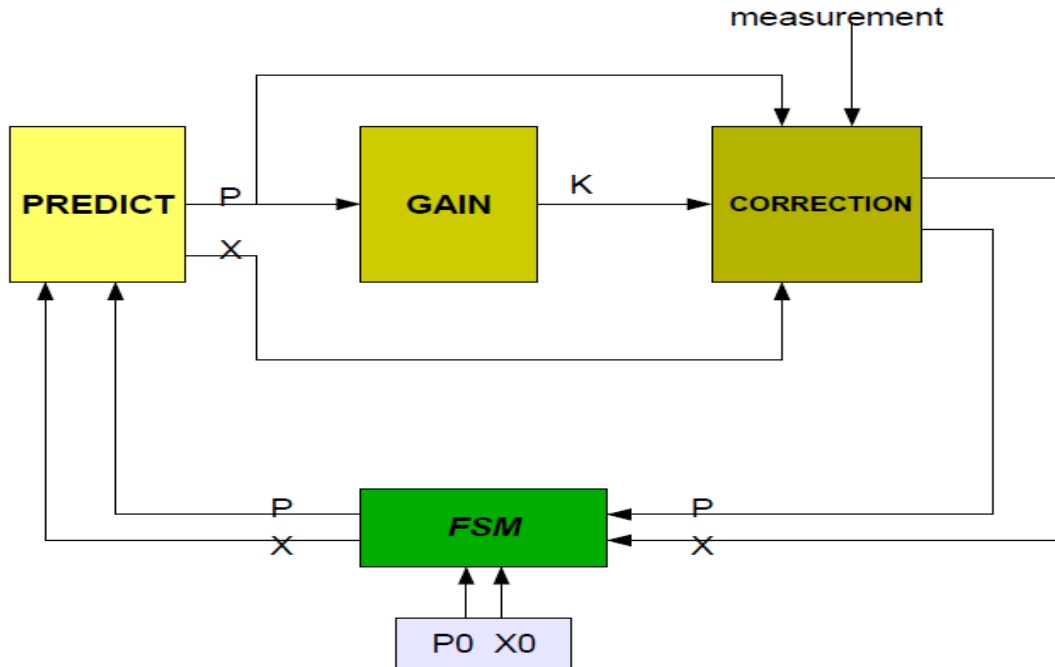 measurement
PREDICT
P
X
GAIN
K
CORRECTION
P
X
FSM
P
X
P0 X0